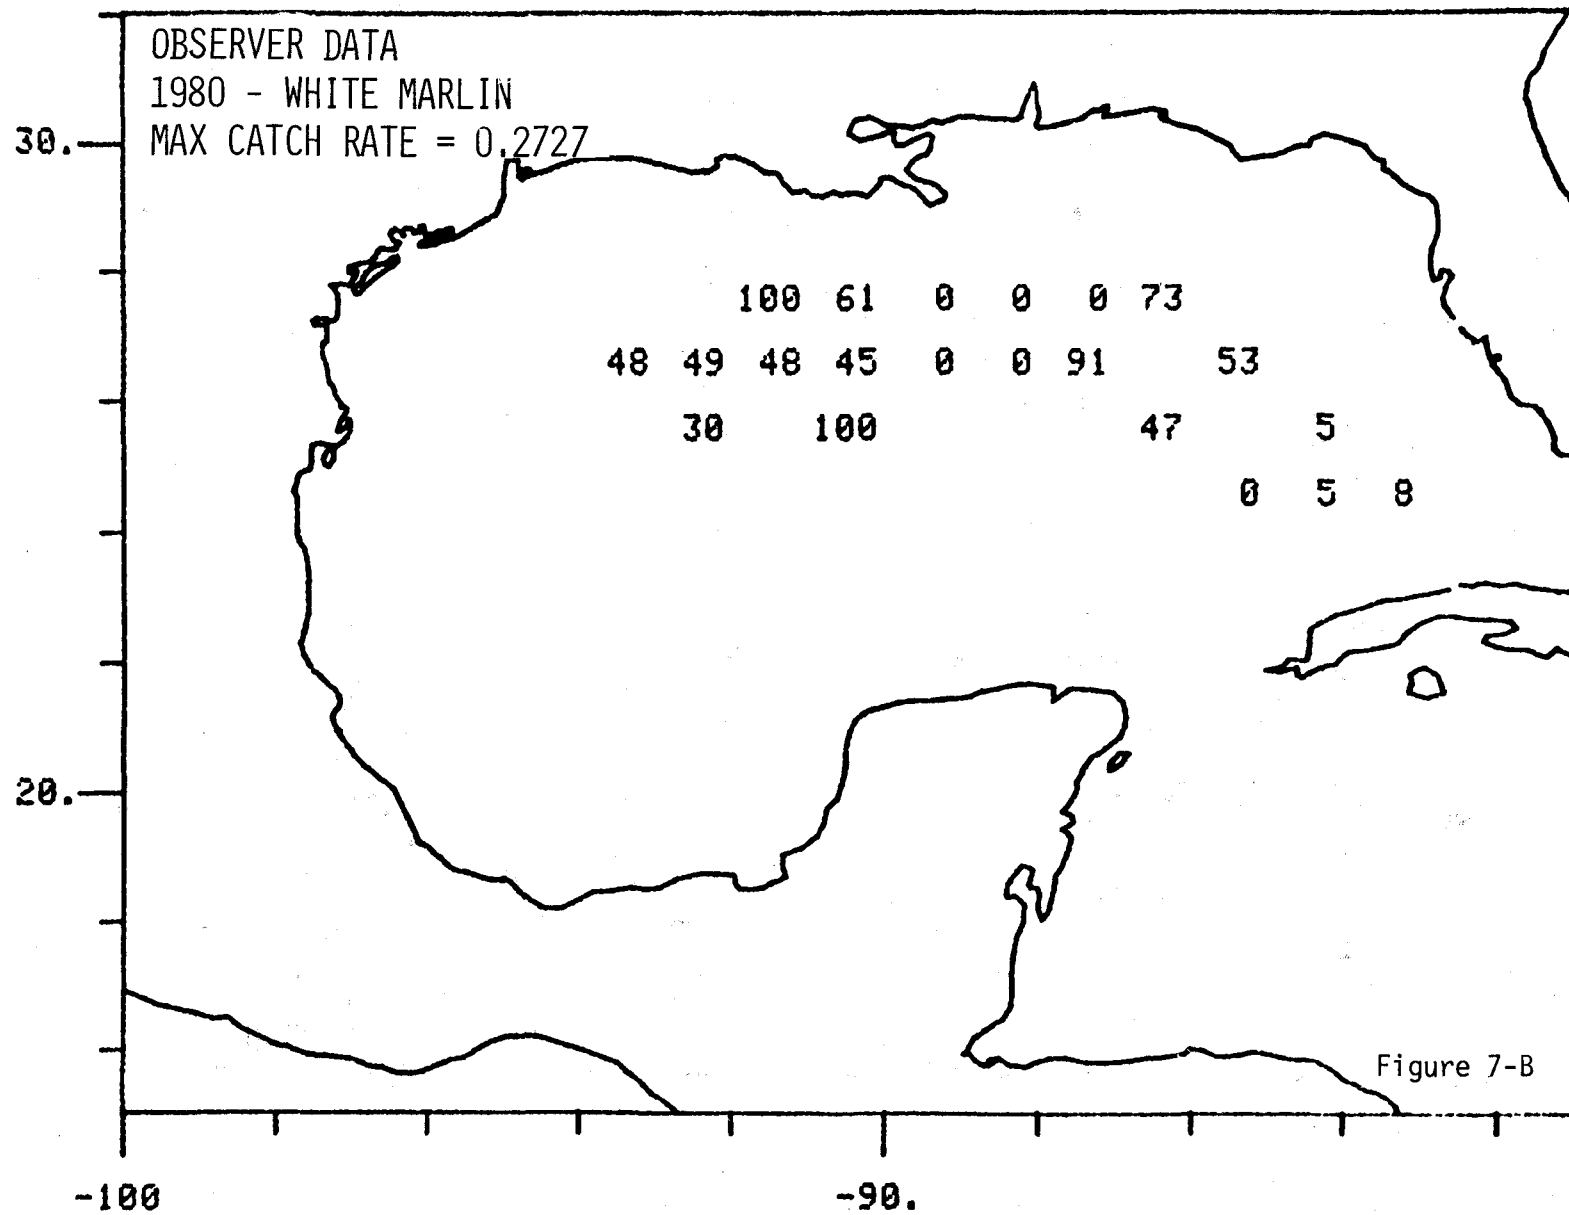 OBSERVER DATA
1980 - WHITE MARLIN
MAX CATCH RATE = 0.2727
30.
100 61 0 0 0 73
48 49 48 45 0 0 91 53
30 100 47 5
0 5 8
20.
Figure 7-B
-100 -90.